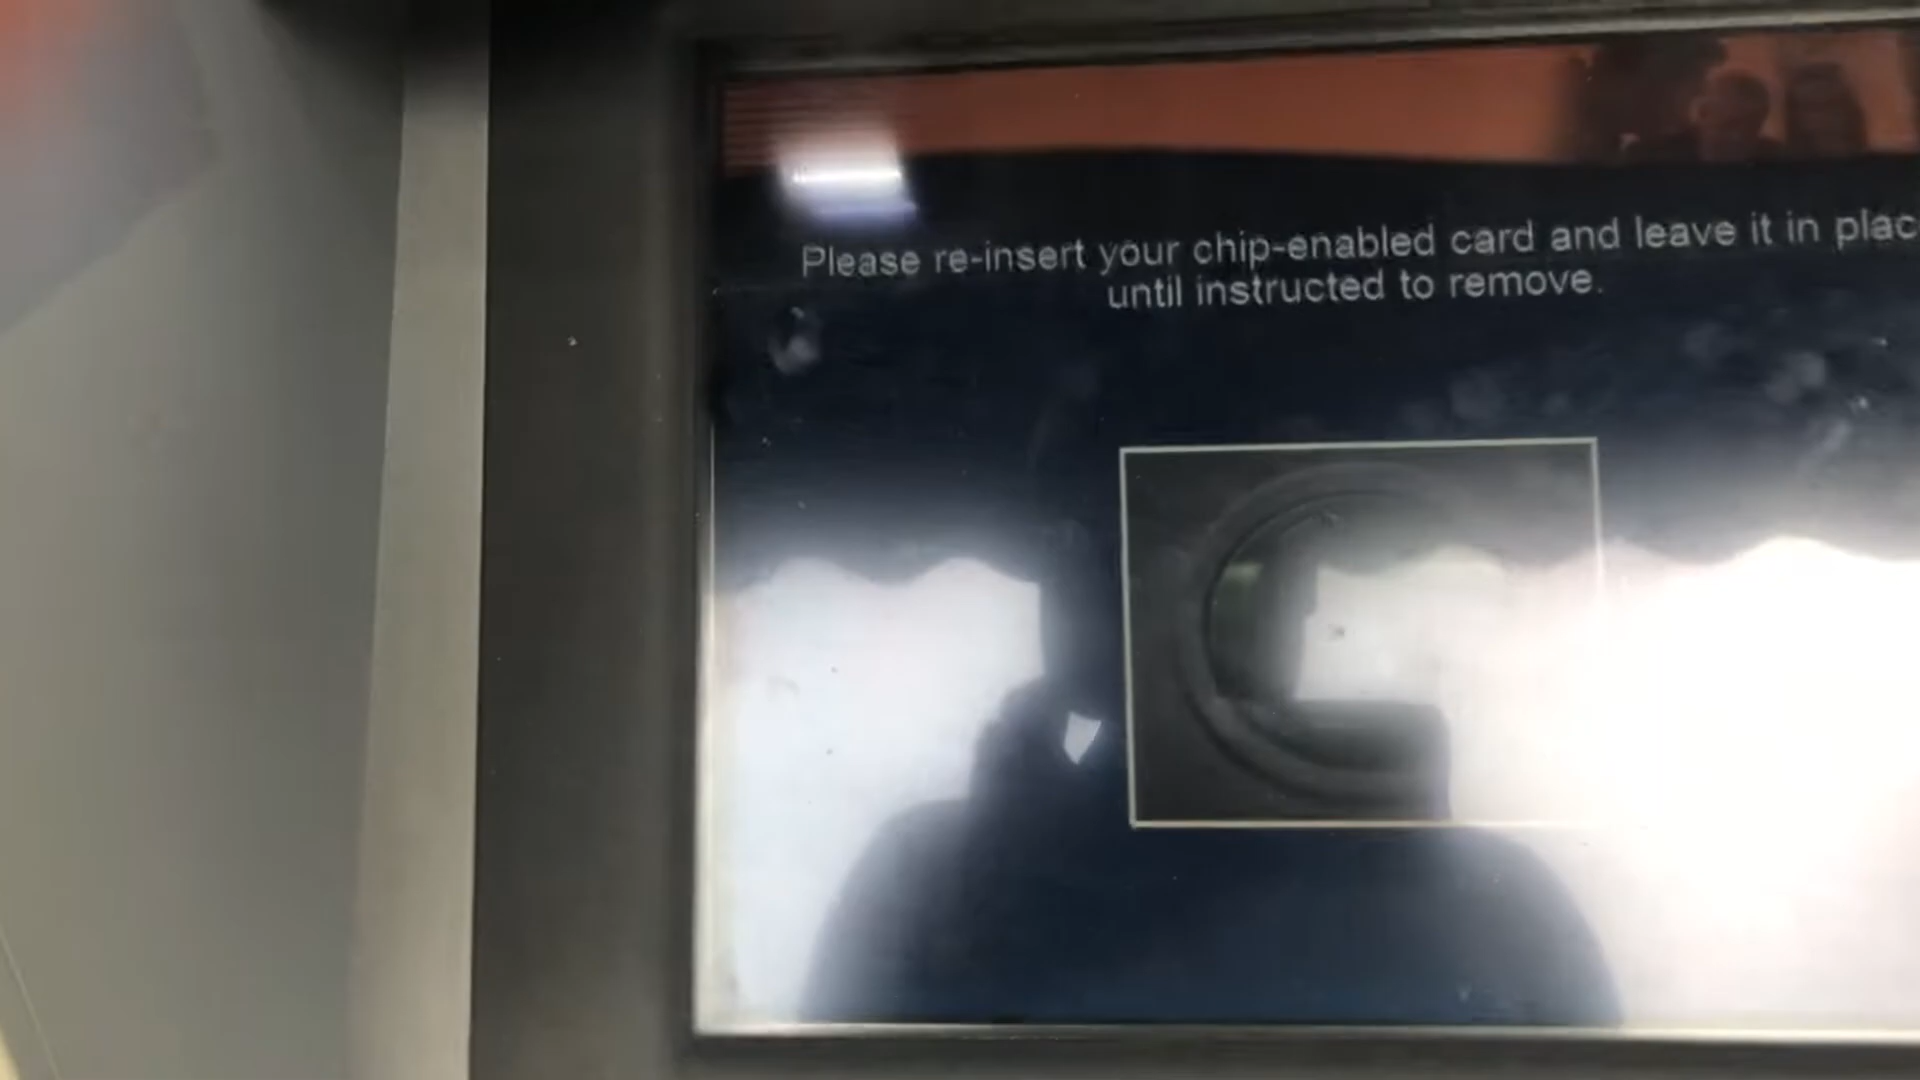 Please re-insert your chip-enabled card and leave it in plac
until instructed to remove.